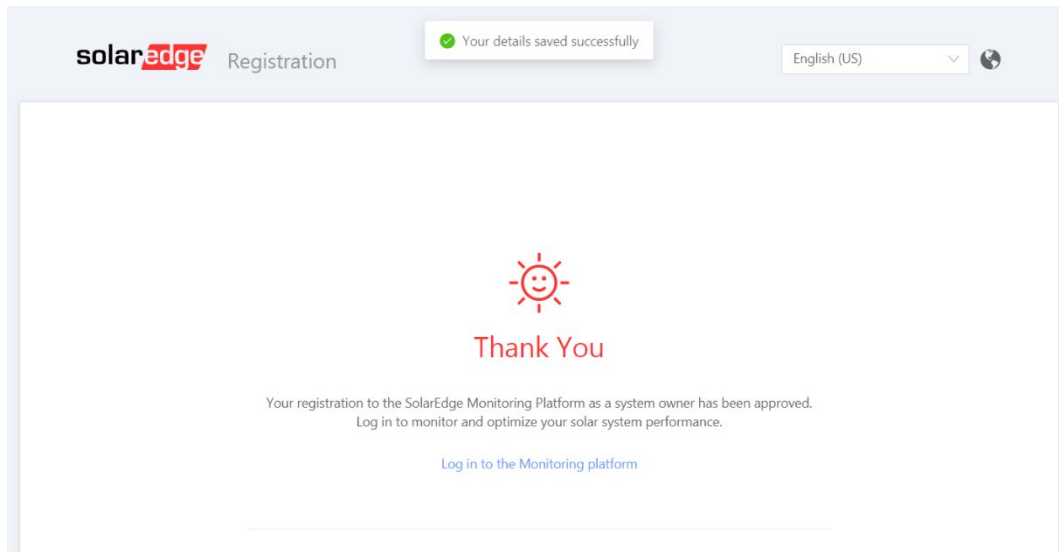 Your details saved successfully
solaredge Registration
English (US)
Thank You
Your registration to the SolarEdge Monitoring Platform as a system owner has been approved.
Log in to monitor and optimize your solar system performance.
Log in to the Monitoring platform